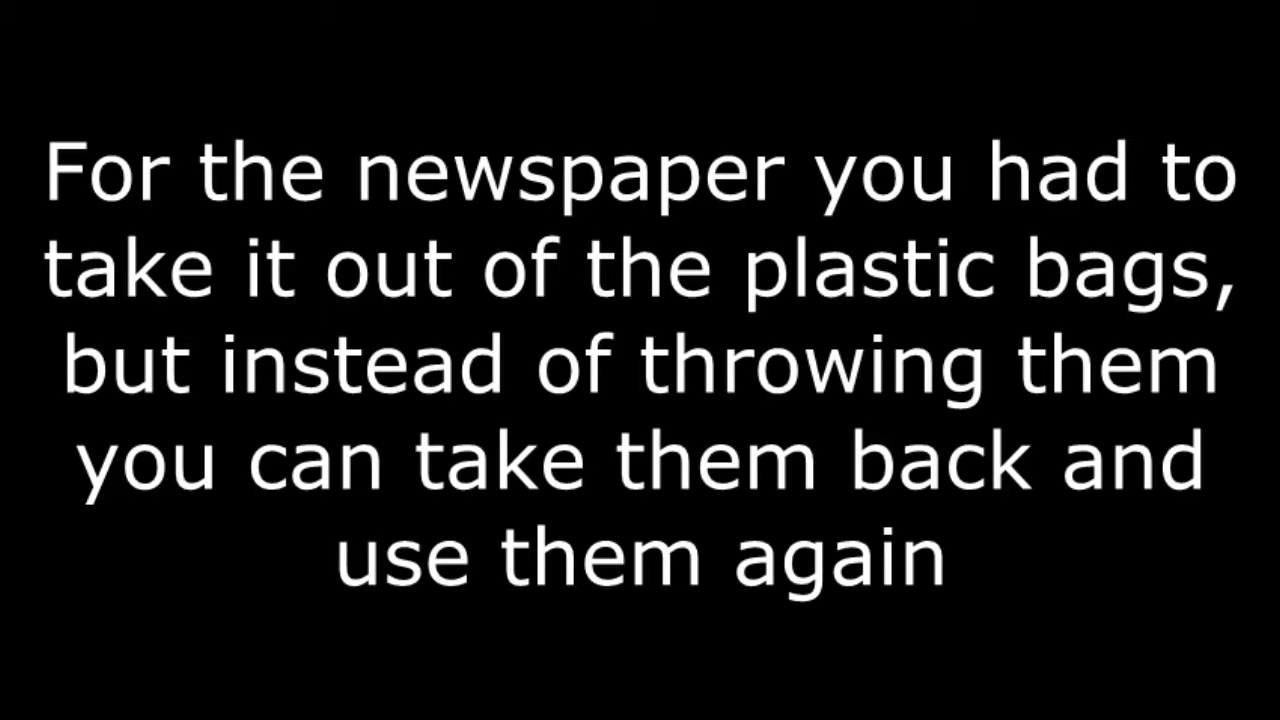 For the newspaper you had to
take it out of the plastic bags,
but instead of throwing them
you can take them back and
use them again